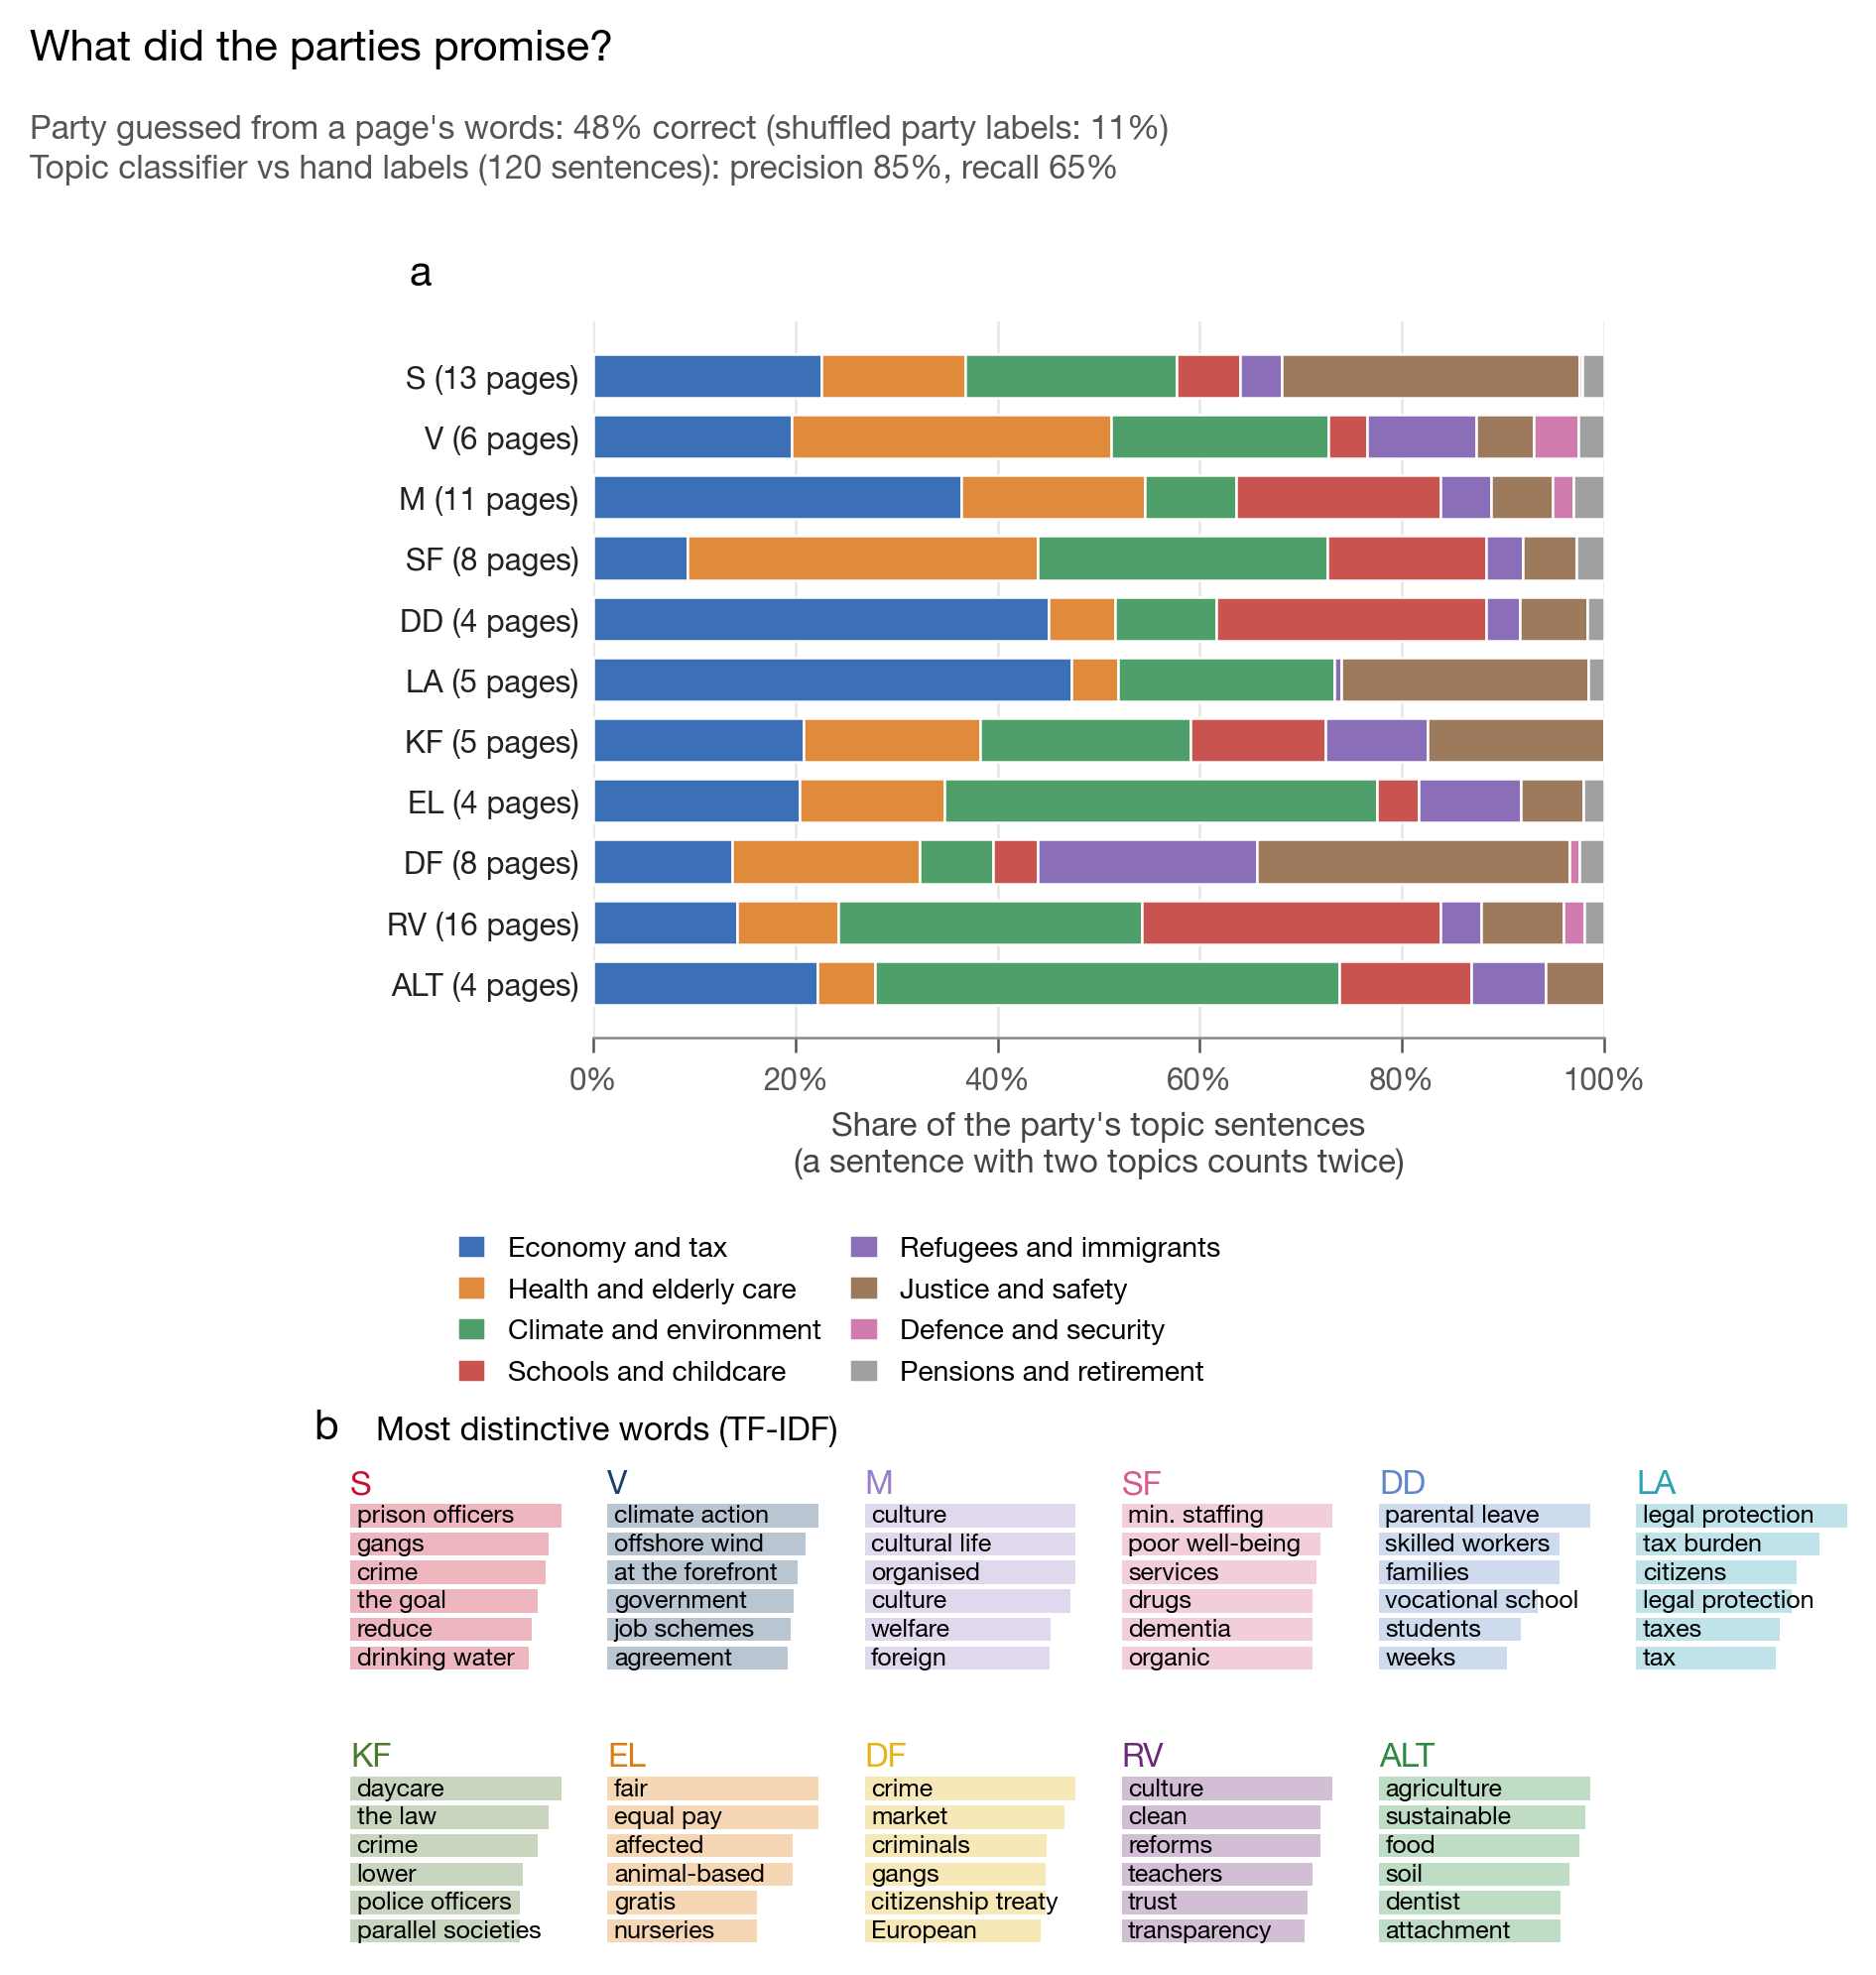 What did the parties promise?
Party guessed from a page's words: 48% correct (shuffled party labels: 11%)
Topic classifier vs hand labels (120 sentences): precision 85%, recall 65%
a
S (13 pages)
V (6 pages)
M (11 pages)
SF (8 pages)
DD (4 pages)
LA (5 pages)
KF (5 pages)
EL (4 pages)
DF (8 pages)
RV (16 pages)
ALT (4 pages)
0% 20% 40% 60% 80% 100%
Share of the party's topic sentences
(a sentence with two topics counts twice)
Economy and tax
Health and elderly care
Climate and environment
Schools and childcare
Refugees and immigrants
Justice and safety
Defence and security
Pensions and retirement
b Most distinctive words (TF-IDF)
S
prison officers
gangs
crime
the goal
reduce
drinking water
V
climate action
offshore wind
at the forefront
government
job schemes
agreement
M
culture
cultural life
organised
culture
welfare
foreign
SF
min. staffing
poor well-being
services
drugs
dementia
organic
DD
parental leave
skilled workers
families
vocational school
students
weeks
LA
legal protection
tax burden
citizens
legal protection
taxes
tax
KF
daycare
the law
crime
lower
police officers
parallel societies
EL
fair
equal pay
affected
animal-based
gratis
nurseries
DF
crime
market
criminals
gangs
citizenship treaty
European
RV
culture
clean
reforms
teachers
trust
transparency
ALT
agriculture
sustainable
food
soil
dentist
attachment